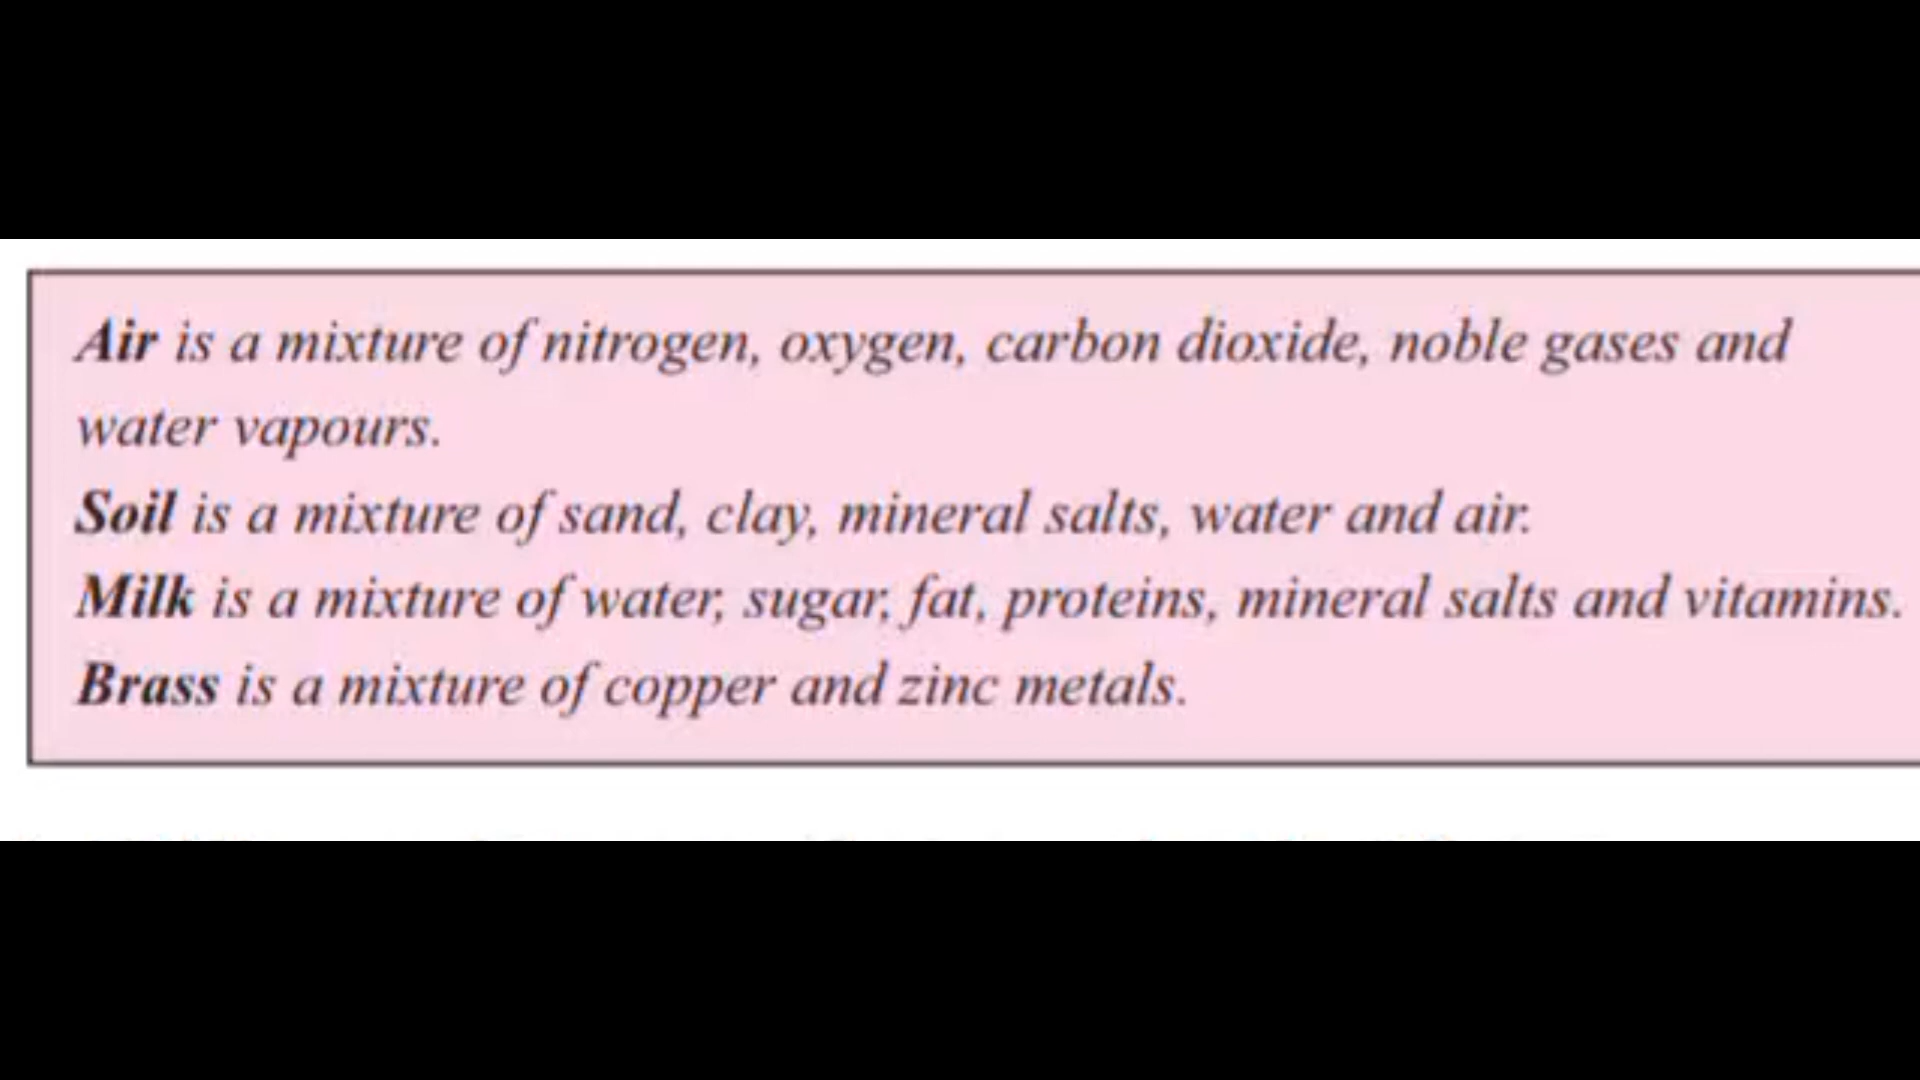 Air is a mixture of nitrogen, oxygen, carbon dioxide, noble gases and
water vapours.
Soil is a mixture of sand, clay, mineral salts, water and air.
Milk is a mixture of water, sugar, fat, proteins, mineral salts and vitamins.
Brass is a mixture of copper and zinc metals.